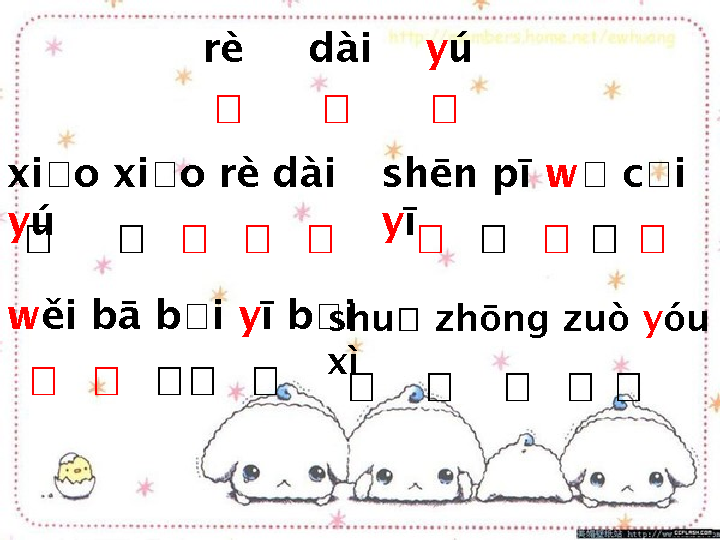 http://members.home.net/ewhuang
rè dài yú
□ □ □
xi□o xi□o rè dài
yú
□ □ □ □ □
shēn pī w□ c□i
yī
□ □ □ □ □
wěi bā b□i yī b□i
□ □ □□ □
shu□ zhōng zuò yóu
xì
□ □ □ □ □